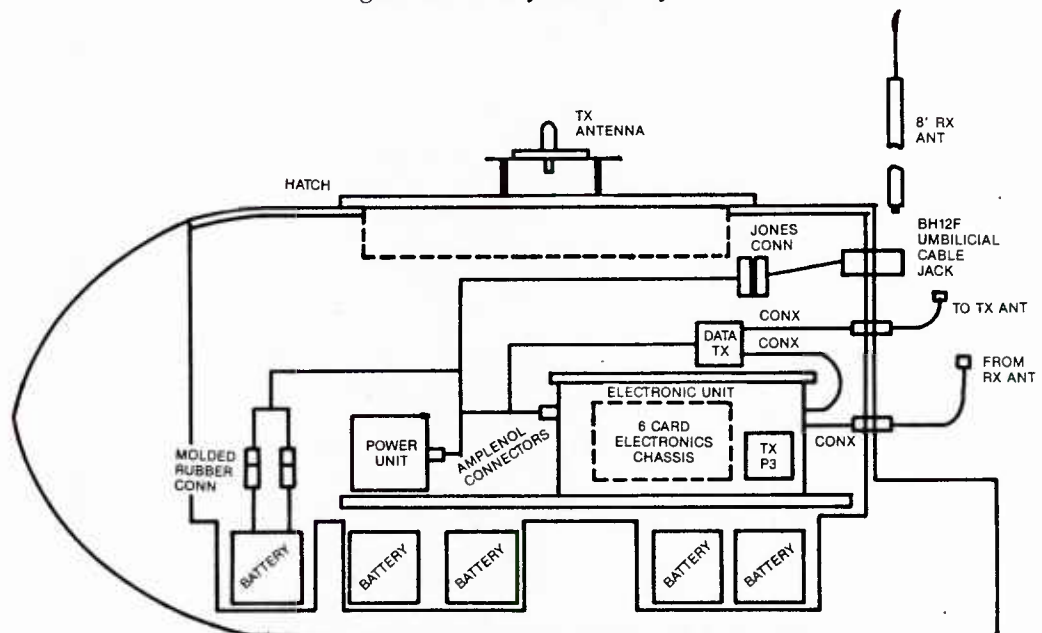 TX
ANTENNA
8' RX
ANT
HATCH
JONES
CONN
BH12F
UMBILICIAL
CABLE
JACK
CONX
TO TX ANT
DATA
TX
CONX
FROM
RX ANT
ELECTRONIC UNIT
6 CARD
ELECTRONICS
CHASSIS
TX
P3
CONX
POWER
UNIT
AMPLENOL
CONNECTORS
MOLDED
RUBBER
CONN
BATTERY
BATTERY
BATTERY
BATTERY
BATTERY